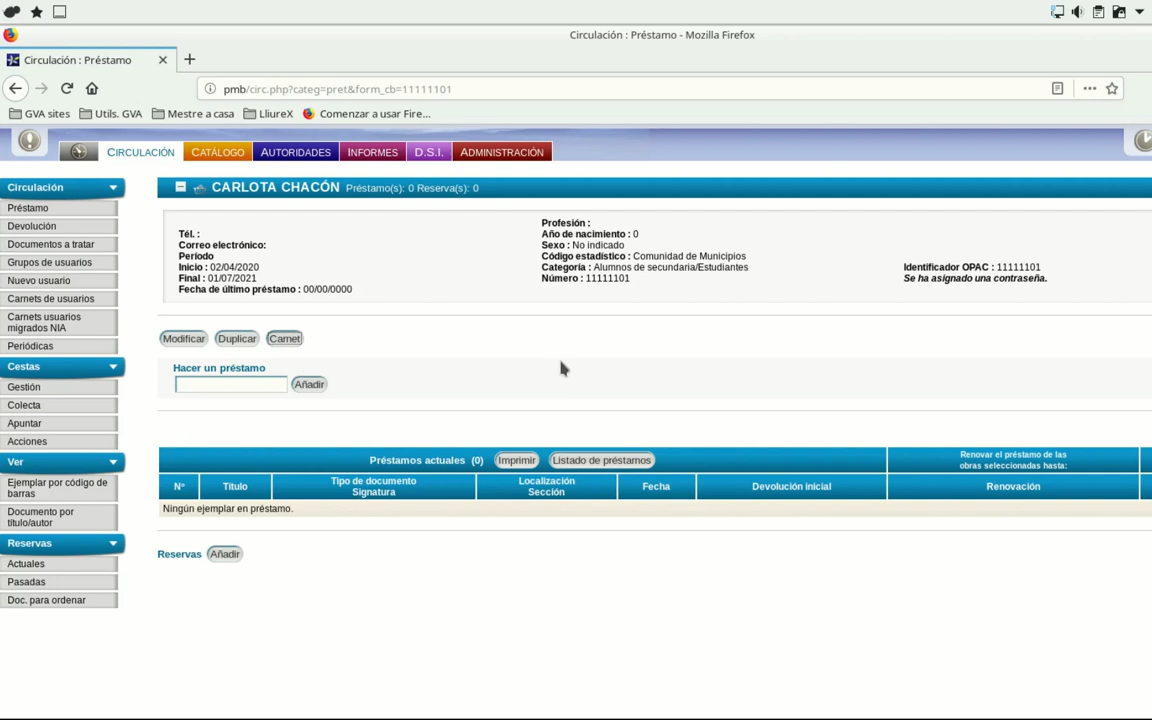 Circulación : Préstamo - Mozilla Firefox
Circulación : Préstamo
pmb/circ.php?categ=pret&form_cb=11111101
GVA sites Utils. GVA Mestre a casa LliureX Comenzar a usar Fire...
CIRCULACIÓN CATÁLOGO AUTORIDADES INFORMES D.S.I. ADMINISTRACIÓN
Circulación
Préstamo
Devolución
Documentos a tratar
Grupos de usuarios
Nuevo usuario
Carnets de usuarios
Carnets usuarios
migrados NIA
Periódicas
Cestas
Gestión
Colecta
Apuntar
Acciones
Ver
Ejemplar por código de
barras
Documento por
título/autor
Reservas
Actuales
Pasadas
Doc. para ordenar
CARLOTA CHACÓN Préstamo(s): 0 Reserva(s): 0
Tél. :
Correo electrónico:
Período
Inicio : 02/04/2020
Final : 01/07/2021
Fecha de último préstamo : 00/00/0000
Profesión :
Año de nacimiento : 0
Sexo : No indicado
Código estadístico : Comunidad de Municipios
Categoría : Alumnos de secundaria/Estudiantes
Número : 11111101
Identificador OPAC : 11111101
Se ha asignado una contraseña.
Modificar Duplicar Carnet
Hacer un préstamo
Añadir
Préstamos actuales (0) Imprimir Listado de préstamos
Renovar el préstamo de las
obras seleccionadas hasta:
Nº Título Tipo de documento
Signatura
Localización
Sección
Fecha Devolución inicial Renovación
Ningún ejemplar en préstamo.
Reservas Añadir